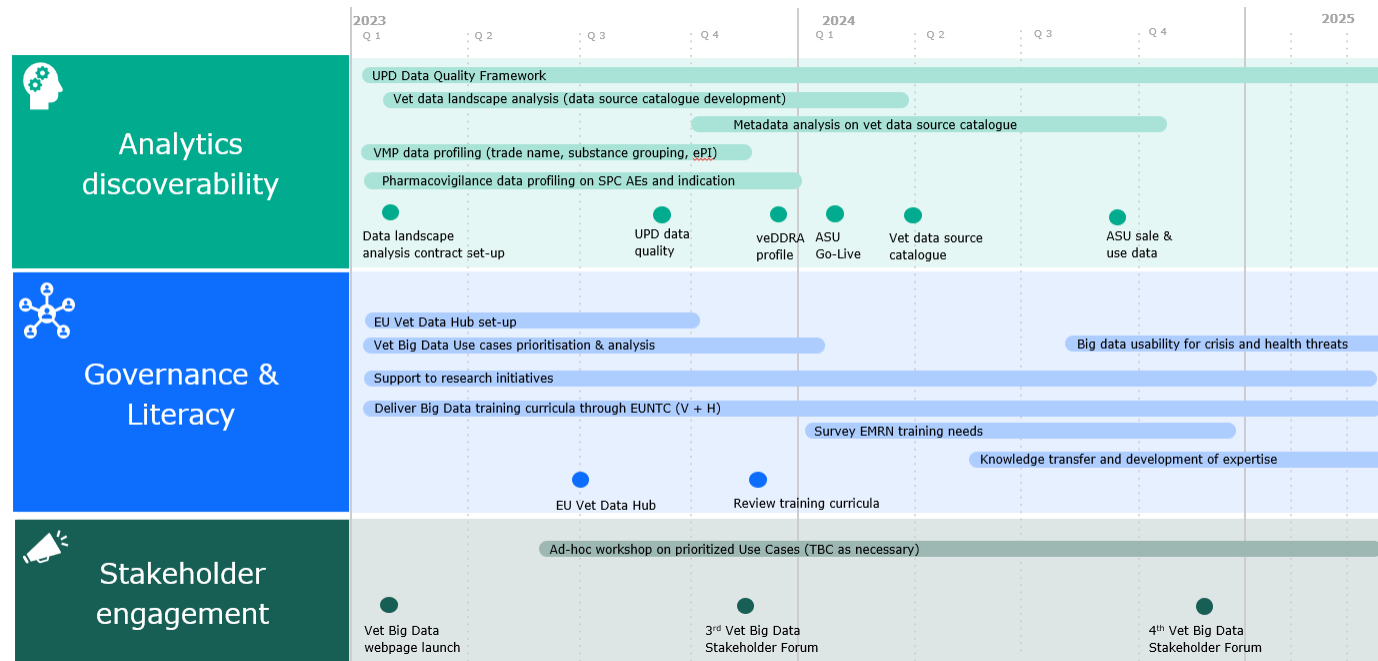 2023
2024
2025
Q 1
Q 2
Q 3
Q 4
Q 1
Q 2
Q 3
Q 4
Analytics
discoverability
UPD Data Quality Framework
Vet data landscape analysis (data source catalogue development)
Metadata analysis on vet data source catalogue
VMP data profiling (trade name, substance grouping, ePI)
Pharmacovigilance data profiling on SPC AEs and indication
Data landscape
analysis contract set-up
UPD data
quality
veDDRA
profile
ASU
Go-Live
Vet data source
catalogue
ASU sale &
use data
Governance &
Literacy
EU Vet Data Hub set-up
Vet Big Data Use cases prioritisation & analysis
Big data usability for crisis and health threats
Support to research initiatives
Deliver Big Data training curricula through EUNTC (V + H)
Survey EMRN training needs
Knowledge transfer and development of expertise
EU Vet Data Hub
Review training curricula
Stakeholder
engagement
Ad-hoc workshop on prioritized Use Cases (TBC as necessary)
Vet Big Data
webpage launch
3rd Vet Big Data
Stakeholder Forum
4th Vet Big Data
Stakeholder Forum